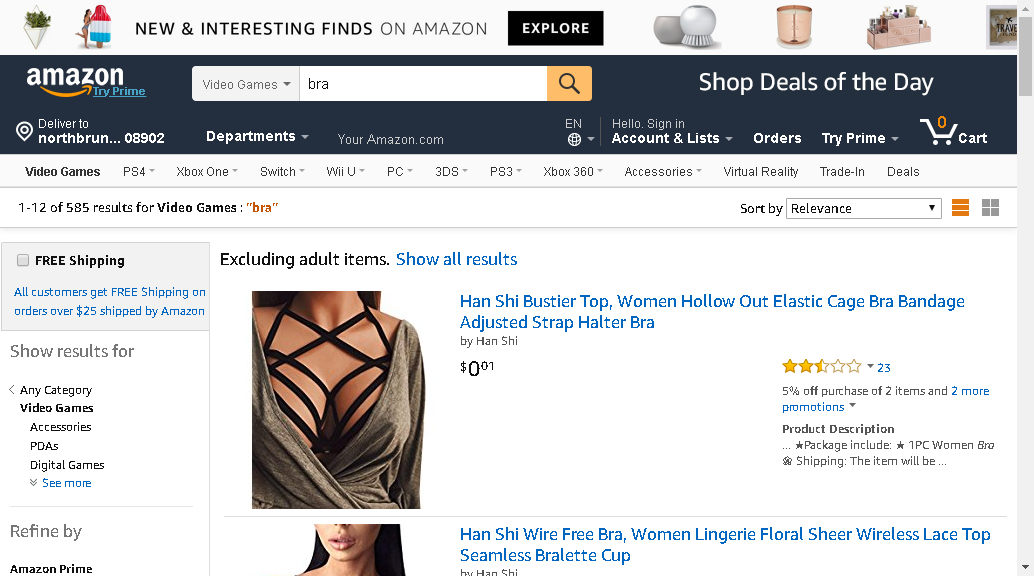 NEW & INTERESTING FINDS ON AMAZON EXPLORE
amazon
Try Prime
Video Games
bra
Shop Deals of the Day
Deliver to
northbrun... 08902
Departments
Your Amazon.com
EN
Hello. Sign in
Account & Lists
Orders
Try Prime
0
Cart
Video Games PS4 Xbox One Switch Wii U PC 3DS PS3 Xbox 360 Accessories Virtual Reality Trade-In Deals
1-12 of 585 results for Video Games : "bra"
Sort by Relevance
FREE Shipping
All customers get FREE Shipping on
orders over $25 shipped by Amazon
Show results for
Any Category
Video Games
Accessories
PDAs
Digital Games
See more
Refine by
Amazon Prime
Excluding adult items. Show all results
Han Shi Bustier Top, Women Hollow Out Elastic Cage Bra Bandage
Adjusted Strap Halter Bra
by Han Shi
$0.01
23
5% off purchase of 2 items and 2 more
promotions
Product Description
... ★Package include: ★ 1PC Women Bra
❀ Shipping: The item will be ...
Han Shi Wire Free Bra, Women Lingerie Floral Sheer Wireless Lace Top
Seamless Bralette Cup
by Han Shi